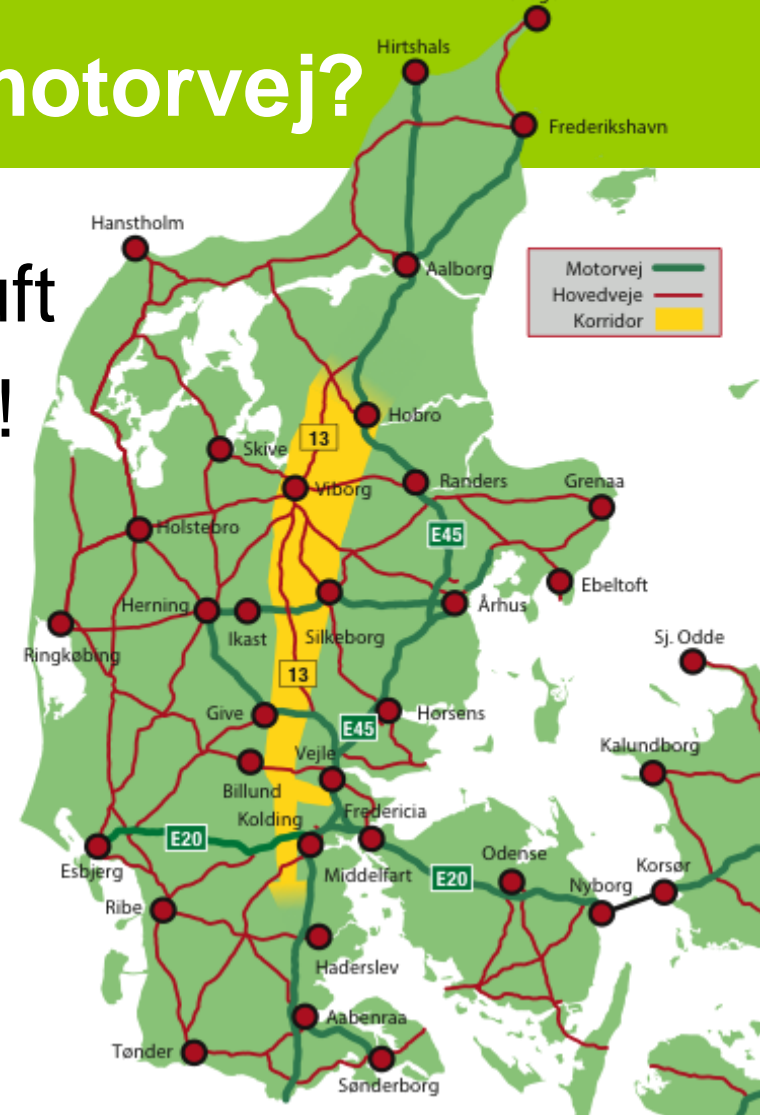 Hirtshals
notorvej?
Frederikshavn
Hanstholm
Aalborg
Motorvej
Hovedveje
Korridor
!
Hobro
13
Skive
Viborg
Randers
Grenaa
Holstebro
E45
Ebeltoft
Herning
Århus
Ikast
Silkeborg
Ringkøbing
Sj. Odde
13
Give
E45
Horsens
Vejle
Kalundborg
Billund
Kolding
Fredericia
E20
Odense
Korsør
Esbjerg
Middelfart
E20
Nyborg
Ribe
Haderslev
Aabenraa
Tønder
Sønderborg